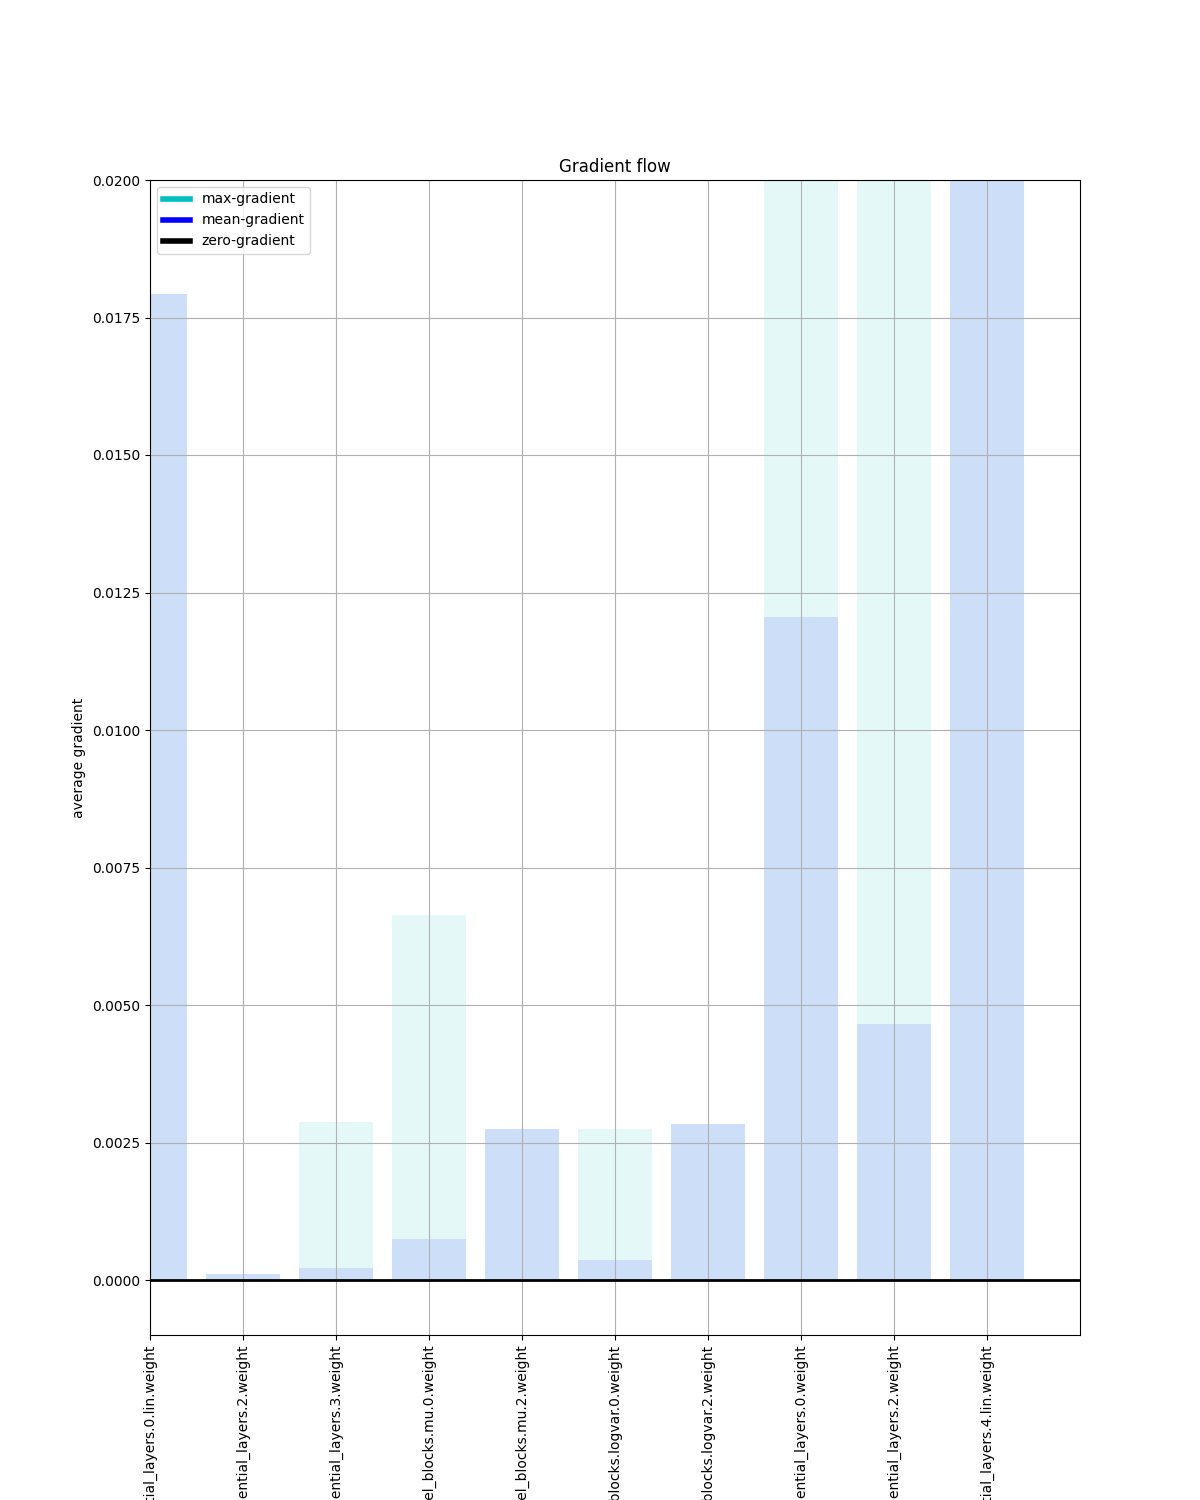 Gradient flow
max-gradient
mean-gradient
zero-gradient
0.0200
0.0175
0.0150
0.0125
0.0100
0.0075
0.0050
0.0025
0.0000
average gradient
tial_layers.0.lin.weight
ential_layers.2.weight
ential_layers.3.weight
el_blocks.mu.0.weight
el_blocks.mu.2.weight
blocks.logvar.0.weight
blocks.logvar.2.weight
ential_layers.0.weight
ential_layers.2.weight
tial_layers.4.lin.weight